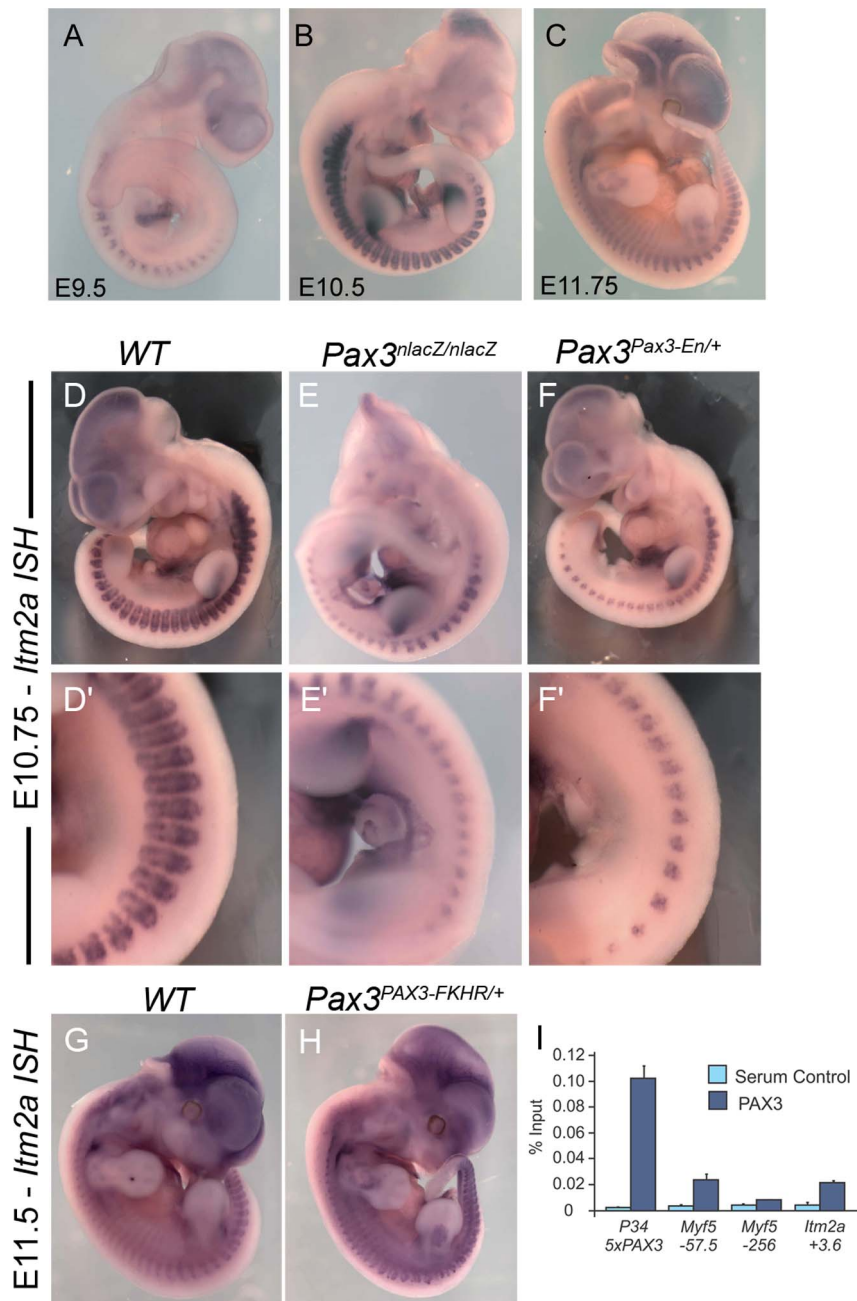 A
B
C
E9.5
E10.5
E11.75
WT
Pax3nlacZ/nlacZ
Pax3Pax3-En/+
E10.75 - Itm2a ISH
D
E
F
D'
E'
F'
WT
Pax3PAX3-FKHR/+
E11.5 - Itm2a ISH
G
H
I
0.12
0.10
0.08
0.06
0.04
0.02
0
% Input
Serum Control
PAX3
P34 Myf5 Myf5 Itm2a
5xPAX3 -57.5 -256 +3.6